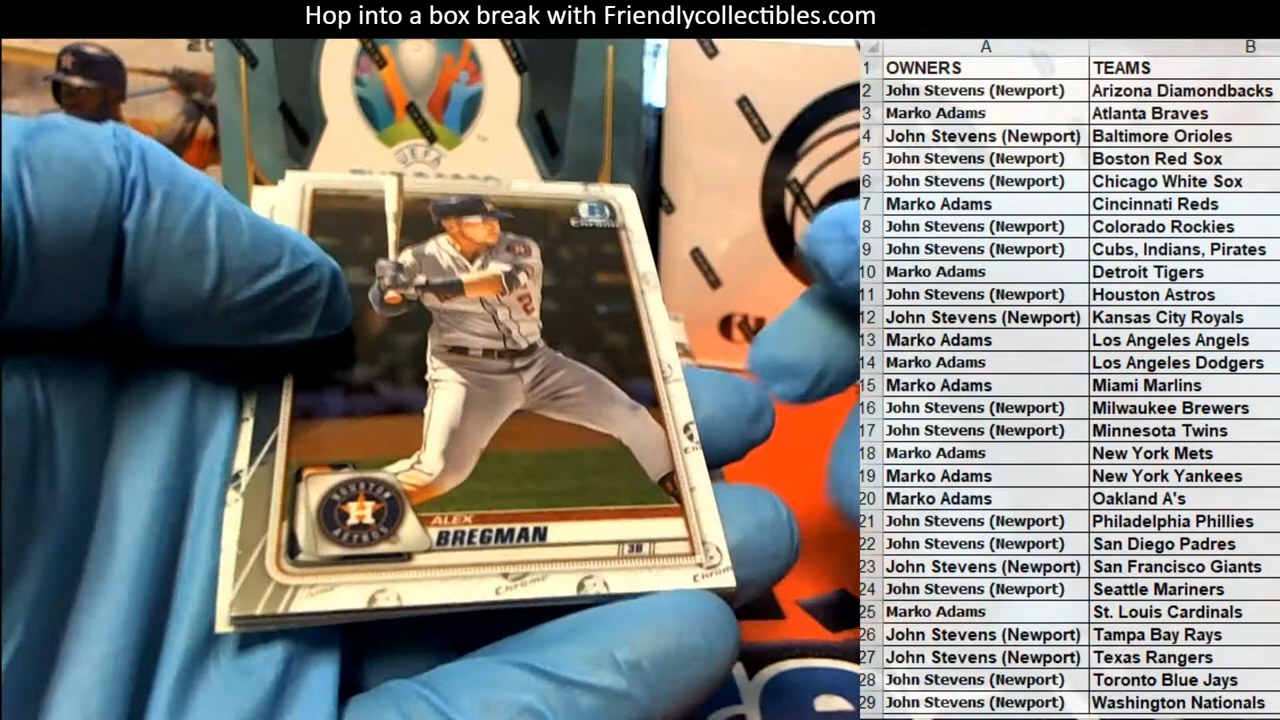 Hop into a box break with Friendlycollectibles.com
A B
1 OWNERS TEAMS
2 John Stevens (Newport) Arizona Diamondbacks
3 Marko Adams Atlanta Braves
4 John Stevens (Newport) Baltimore Orioles
5 John Stevens (Newport) Boston Red Sox
6 John Stevens (Newport) Chicago White Sox
7 Marko Adams Cincinnati Reds
8 John Stevens (Newport) Colorado Rockies
9 John Stevens (Newport) Cubs, Indians, Pirates
10 Marko Adams Detroit Tigers
11 John Stevens (Newport) Houston Astros
12 John Stevens (Newport) Kansas City Royals
13 Marko Adams Los Angeles Angels
14 Marko Adams Los Angeles Dodgers
15 Marko Adams Miami Marlins
16 John Stevens (Newport) Milwaukee Brewers
17 John Stevens (Newport) Minnesota Twins
18 Marko Adams New York Mets
19 Marko Adams New York Yankees
20 Marko Adams Oakland A's
21 John Stevens (Newport) Philadelphia Phillies
22 John Stevens (Newport) San Diego Padres
23 John Stevens (Newport) San Francisco Giants
24 John Stevens (Newport) Seattle Mariners
25 Marko Adams St. Louis Cardinals
26 John Stevens (Newport) Tampa Bay Rays
27 John Stevens (Newport) Texas Rangers
28 John Stevens (Newport) Toronto Blue Jays
29 John Stevens (Newport) Washington Nationals
UEFA
Chrome
2
HOUSTON
H
ASTROS
ALEX
BREGMAN
3B
Chrome
Chrome